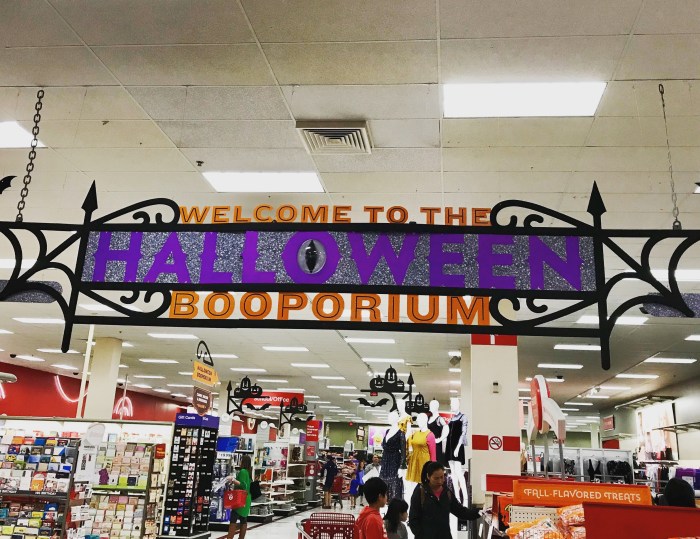 WELCOME TO THE
HALLOWEEN
BOOPORIUM
FALL-FLAVORED TREATS